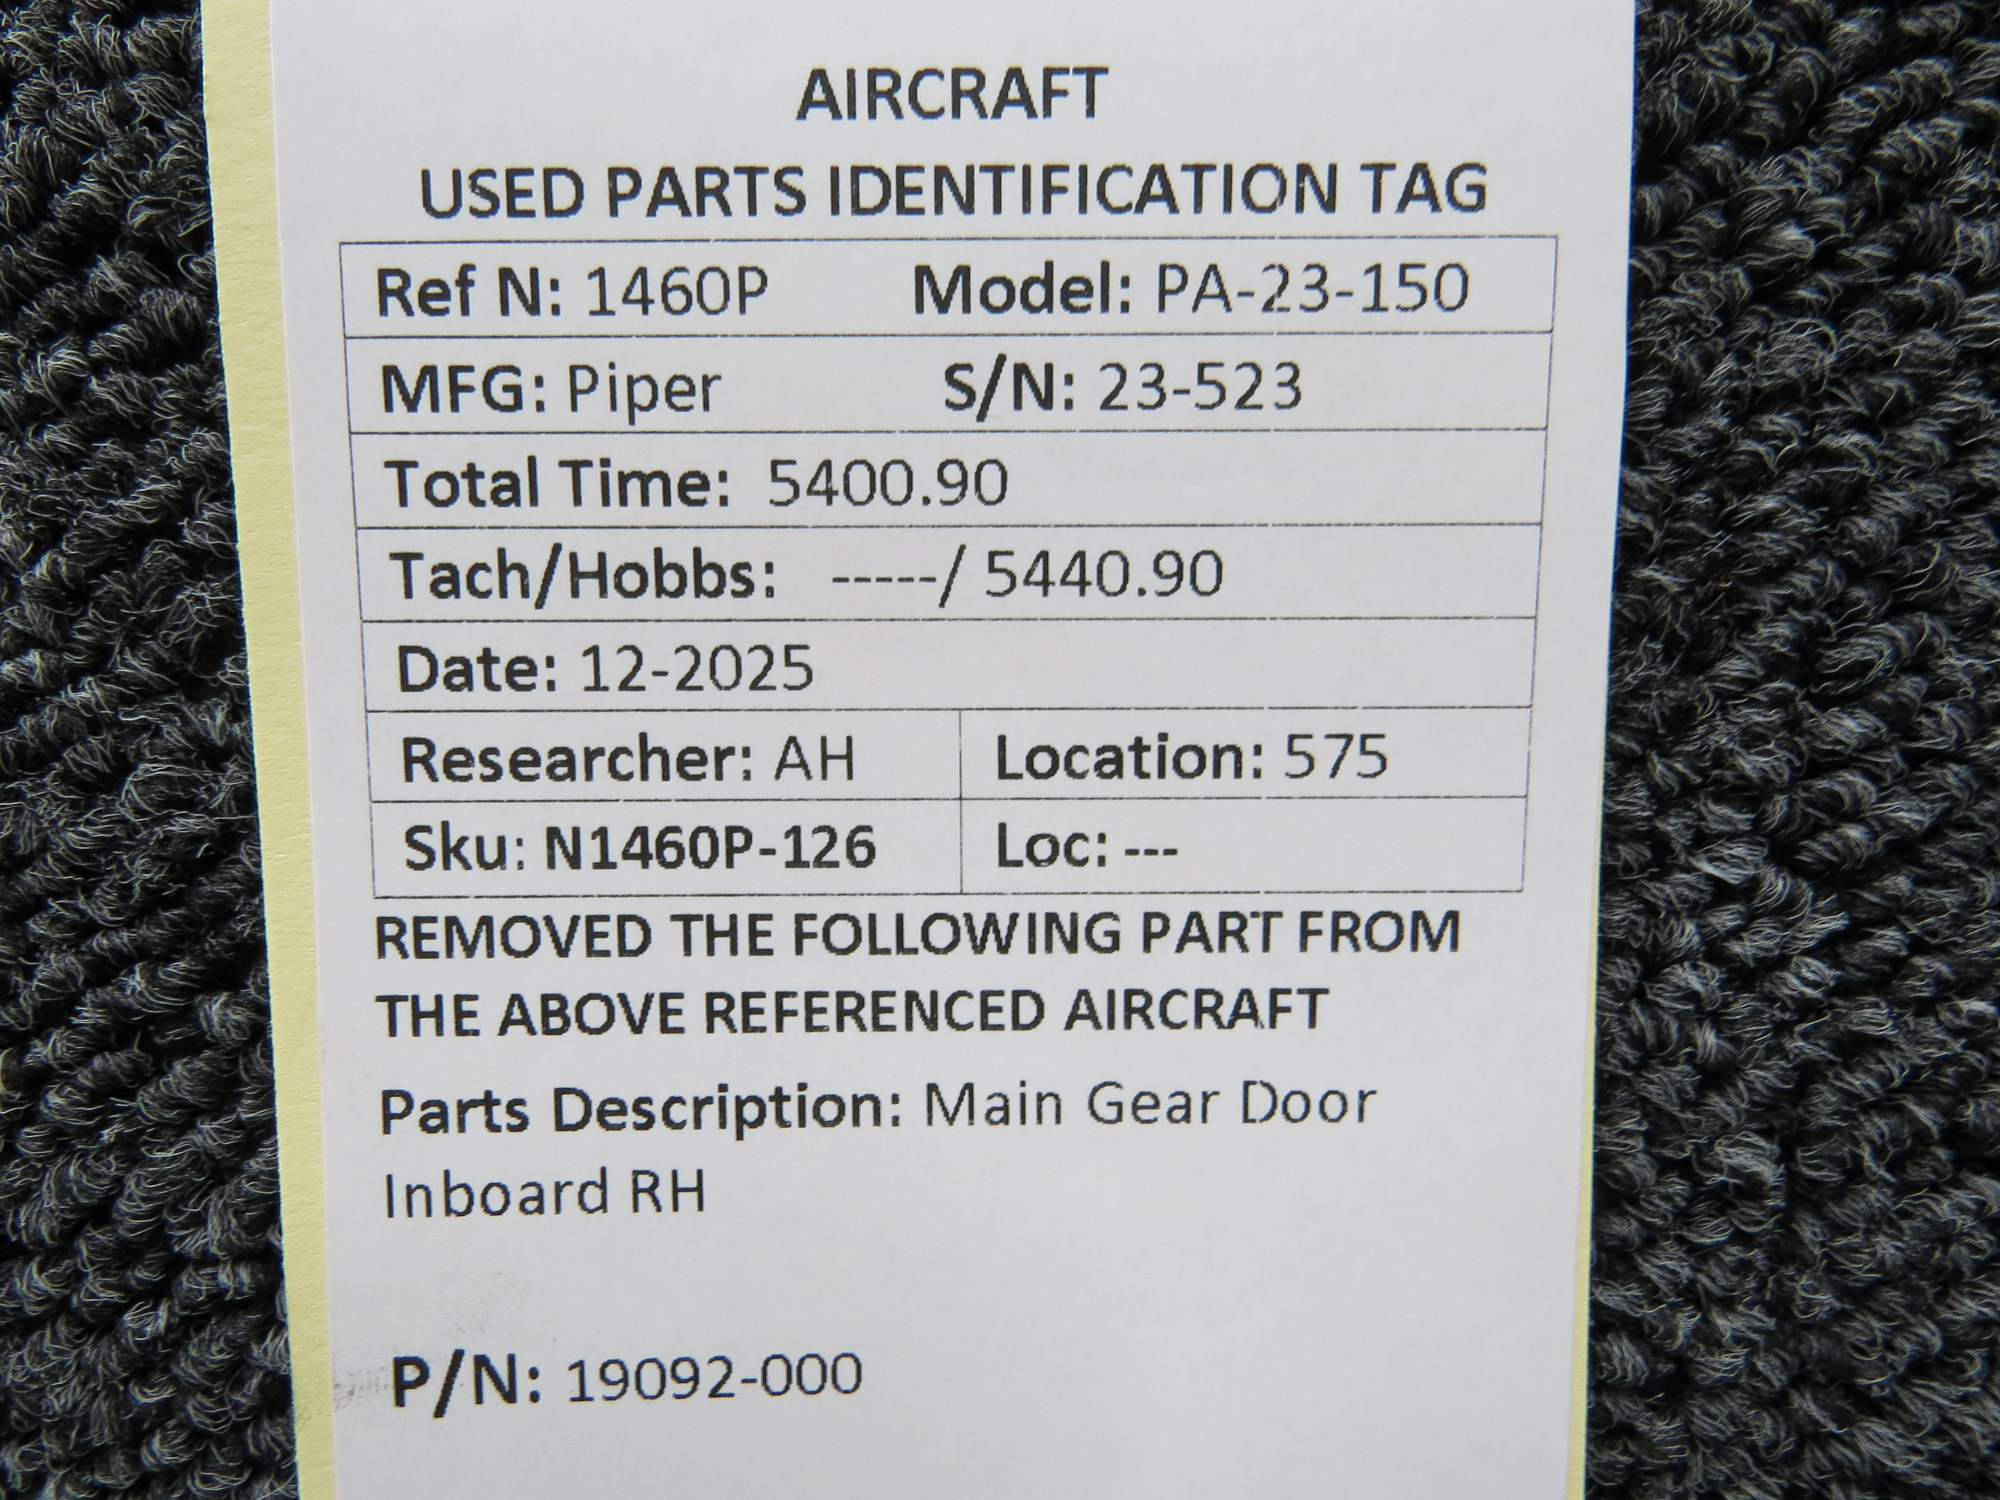 AIRCRAFT
USED PARTS IDENTIFICATION TAG
Ref N: 1460P Model: PA-23-150
MFG: Piper S/N: 23-523
Total Time: 5400.90
Tach/Hobbs: -----/ 5440.90
Date: 12-2025
Researcher: AH Location: 575
Sku: N1460P-126 Loc: ---
REMOVED THE FOLLOWING PART FROM
THE ABOVE REFERENCED AIRCRAFT
Parts Description: Main Gear Door
Inboard RH
P/N: 19092-000